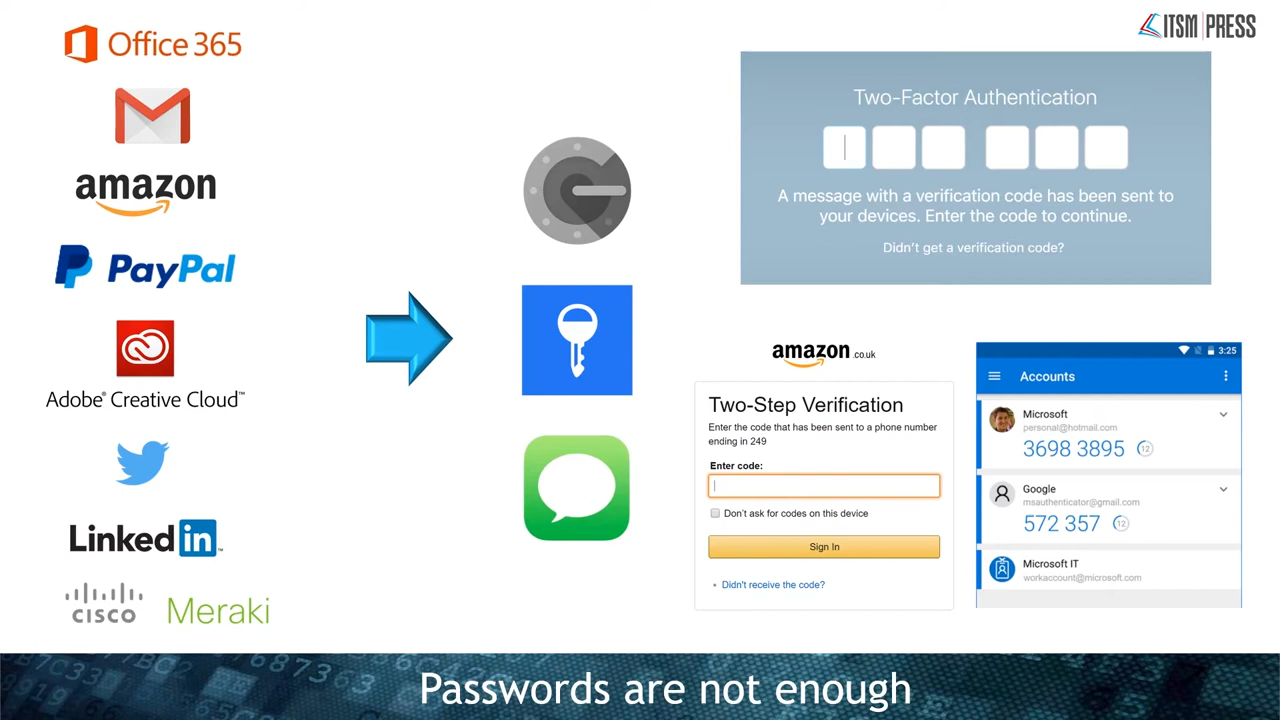 Office 365
amazon
PayPal
Adobe® Creative Cloud™
Linked in™
CISCO Meraki
ITSM|PRESS
Two-Factor Authentication
A message with a verification code has been sent to
your devices. Enter the code to continue.
Didn't get a verification code?
amazon.co.uk
Two-Step Verification
Enter the code that has been sent to a phone number
ending in 249
Enter code:
Don't ask for codes on this device
Sign In
Didn't receive the code?
3:25
Accounts
Microsoft
personal@hotmail.com
3698 3895
12
Google
msauthenticator@gmail.com
572 357
12
Microsoft IT
workaccount@microsoft.com
Passwords are not enough